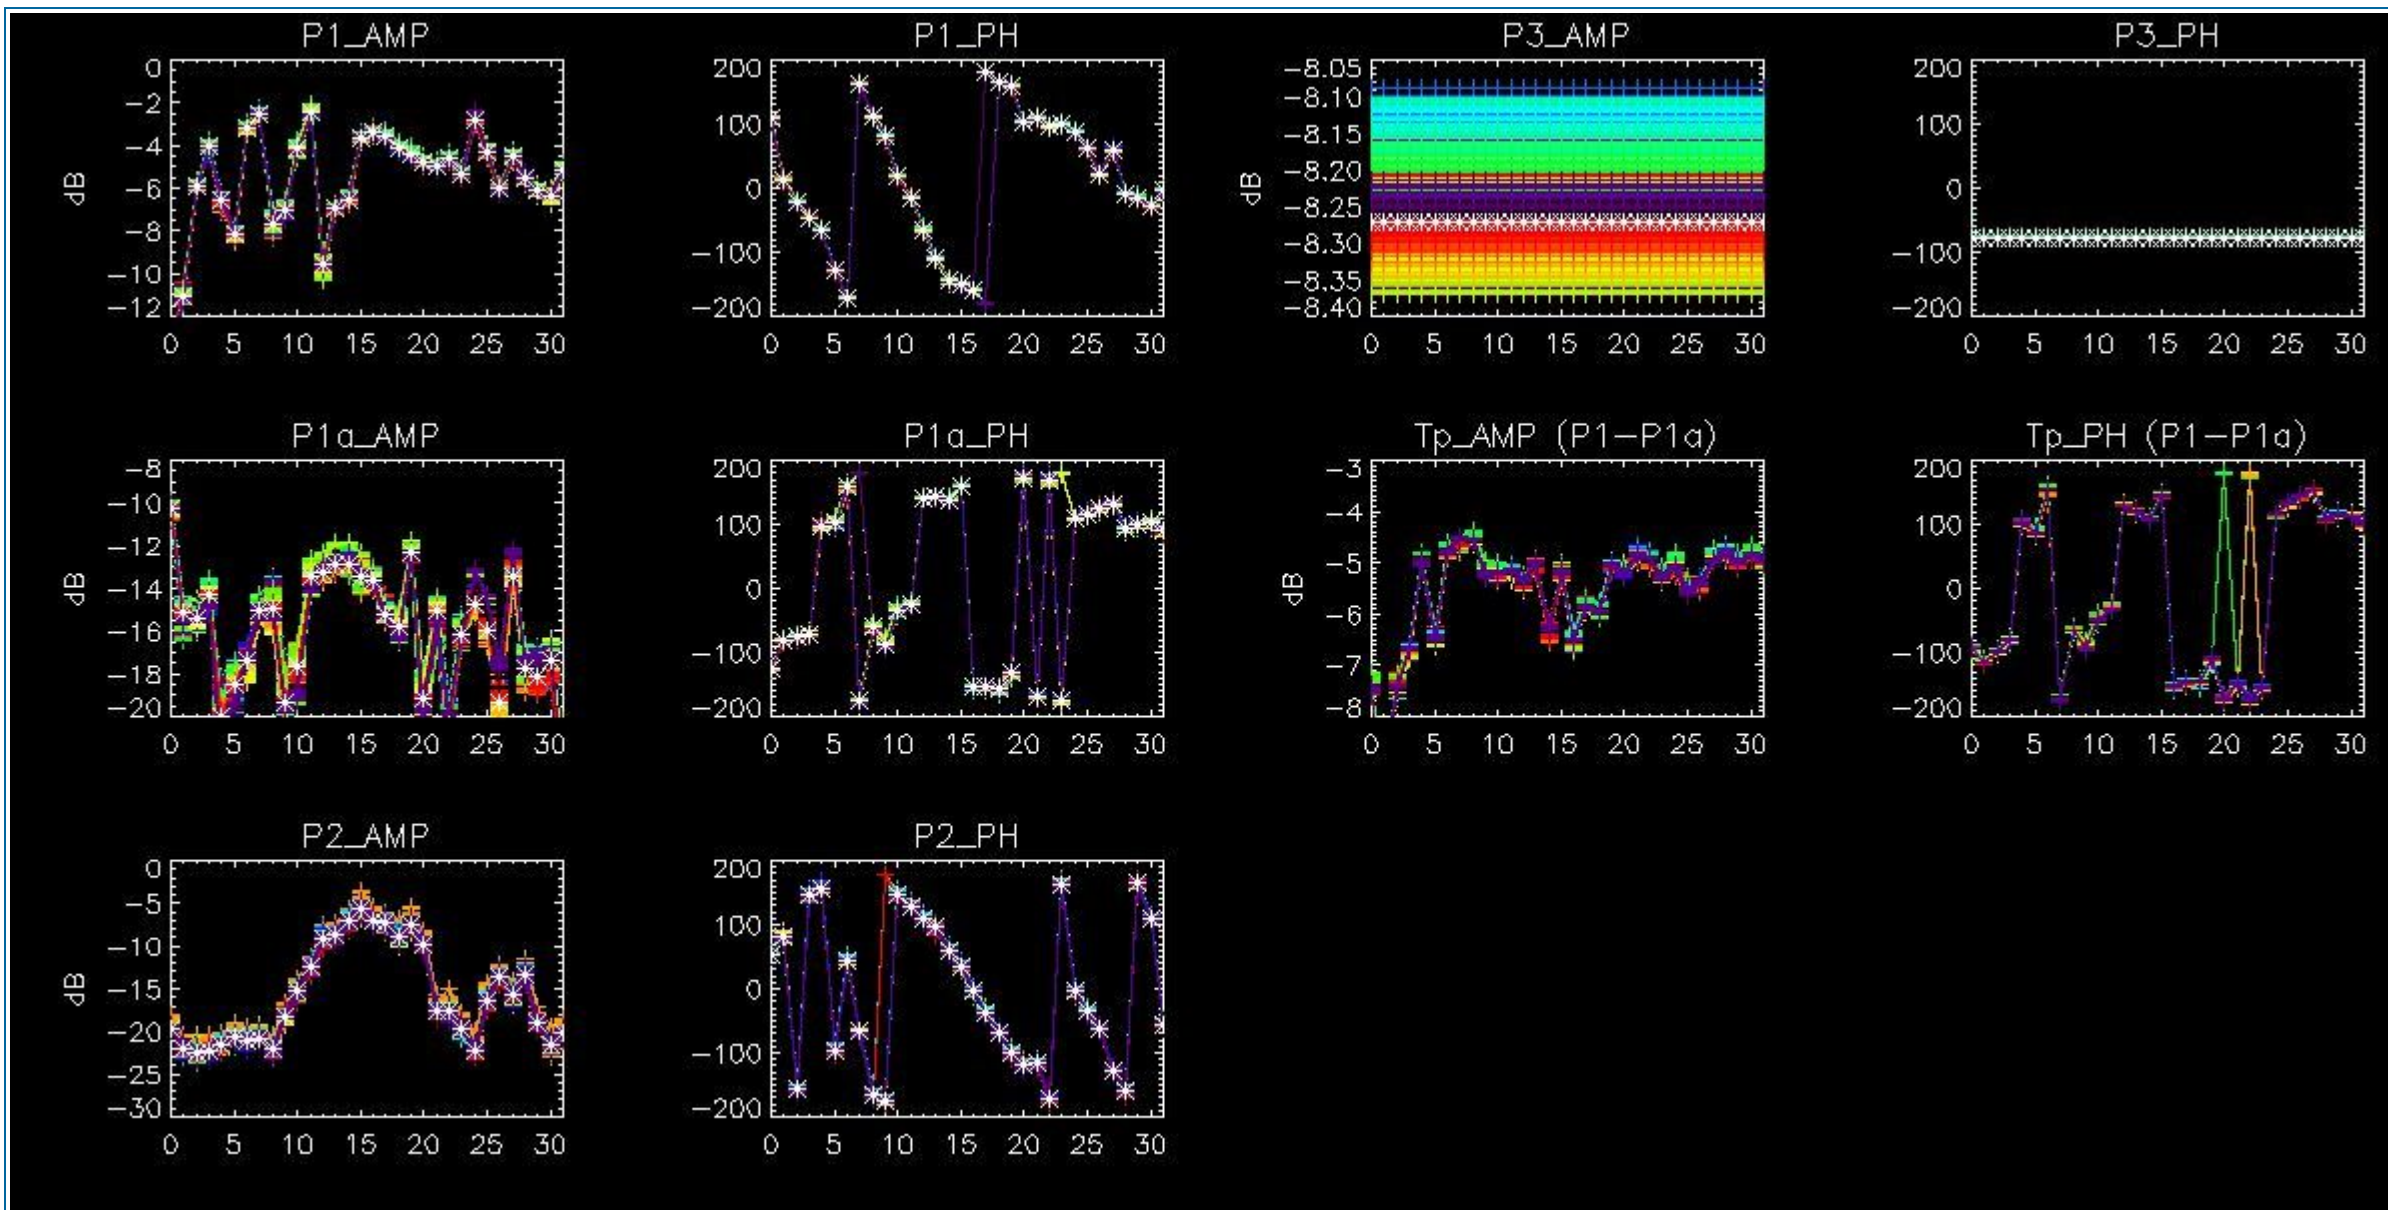 P1_AMP P1_PH P3_AMP P3_PH
0 200 -8.05 200
-2 100 -8.10 100
-4 0 -8.15 0
-6 -100 -8.20 -100
-8 -200 -8.25 -200
-10 -8.30
-12 -8.35
-8.40
dB dB
0 5 10 15 20 25 30 0 5 10 15 20 25 30 0 5 10 15 20 25 30 0 5 10 15 20 25 30
P1a_AMP P1a_PH Tp_AMP (P1-P1a) Tp_PH (P1-P1a)
-8 200 -3 200
-10 100 -4 100
-12 0 -5 0
-14 -100 -6 -100
-16 -200 -7 -200
-18 -8
-20
dB dB
0 5 10 15 20 25 30 0 5 10 15 20 25 30 0 5 10 15 20 25 30 0 5 10 15 20 25 30
P2_AMP P2_PH
0 200
-5 100
-10 0
-15 -100
-20 -200
-25
-30
dB
0 5 10 15 20 25 30 0 5 10 15 20 25 30